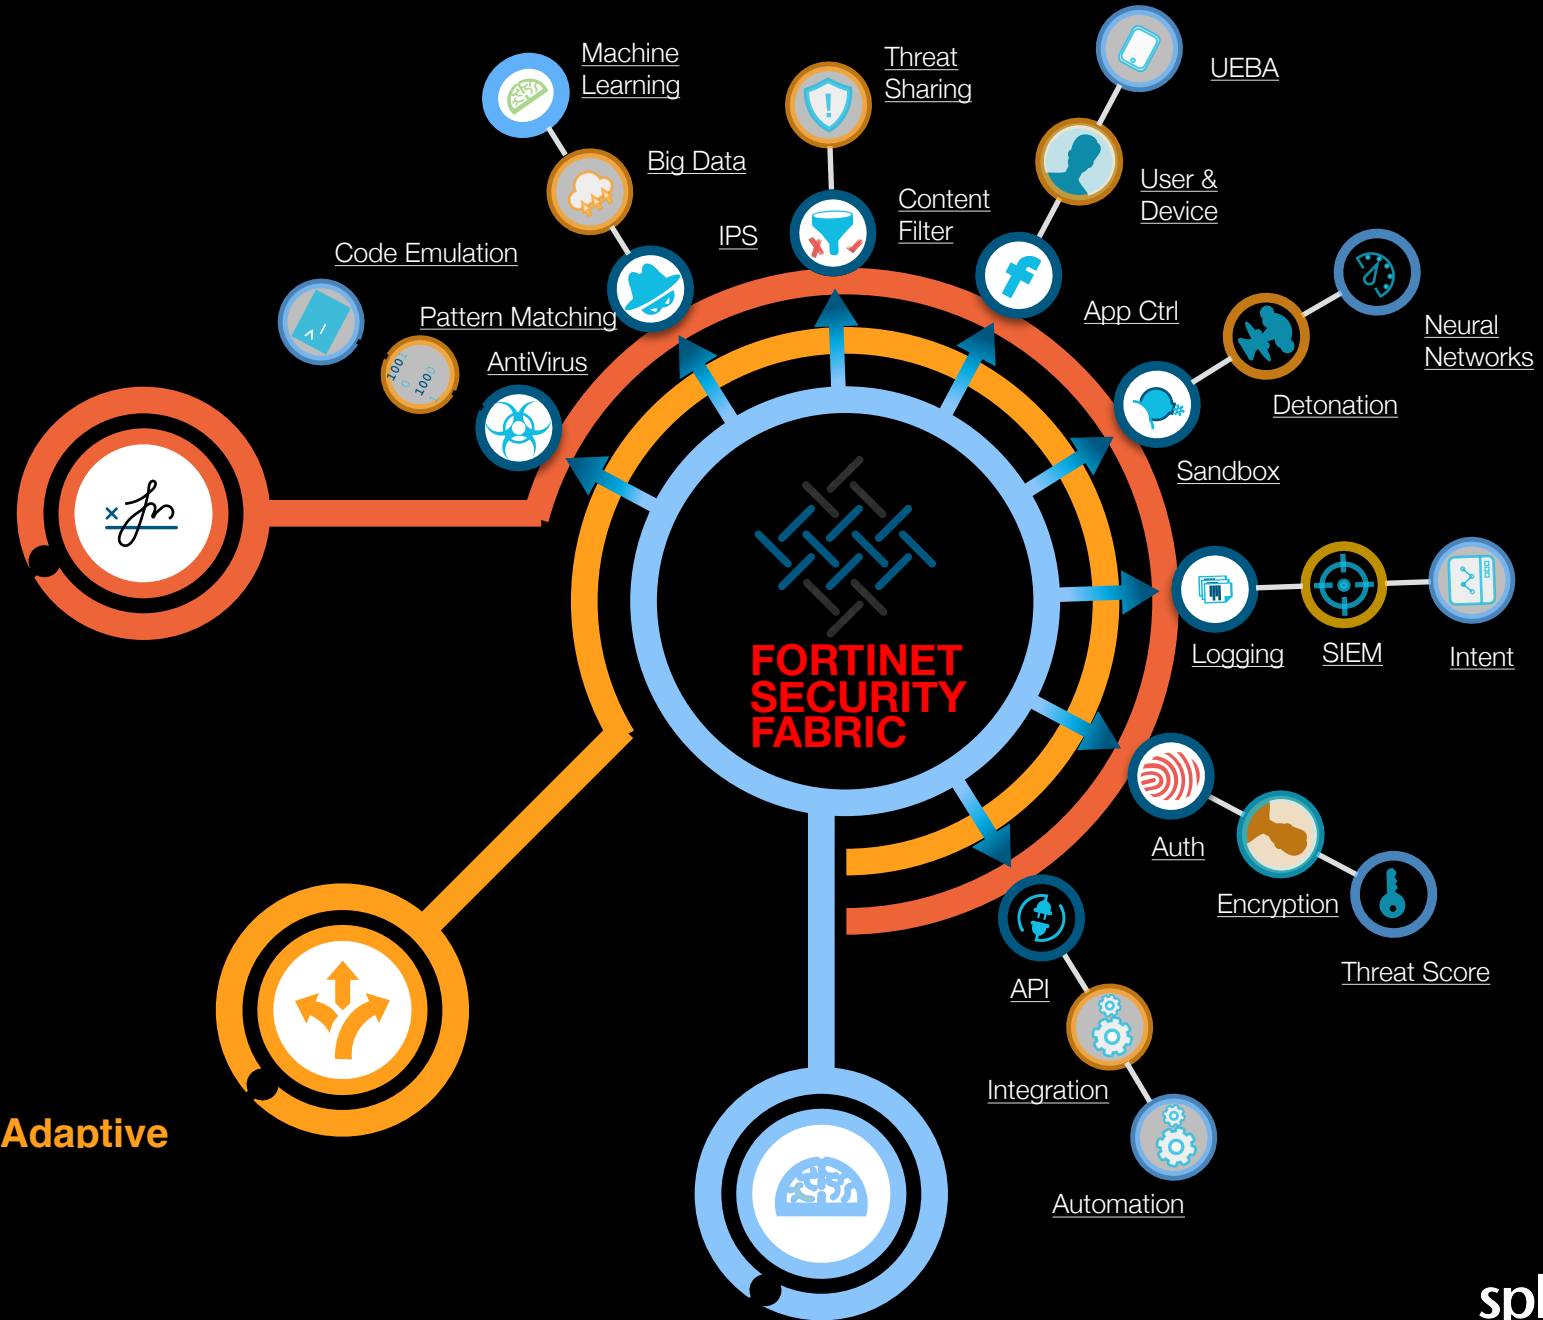 Machine
Learning
Threat
Sharing
UEBA
Big Data
User &
Device
Content
Filter
IPS
Code Emulation
Pattern Matching
App Ctrl
Neural
Networks
AntiVirus
Detonation
Sandbox
FORTINET
SECURITY
FABRIC
Logging
SIEM
Intent
Auth
Encryption
Threat Score
API
Integration
Adaptive
Automation
spl